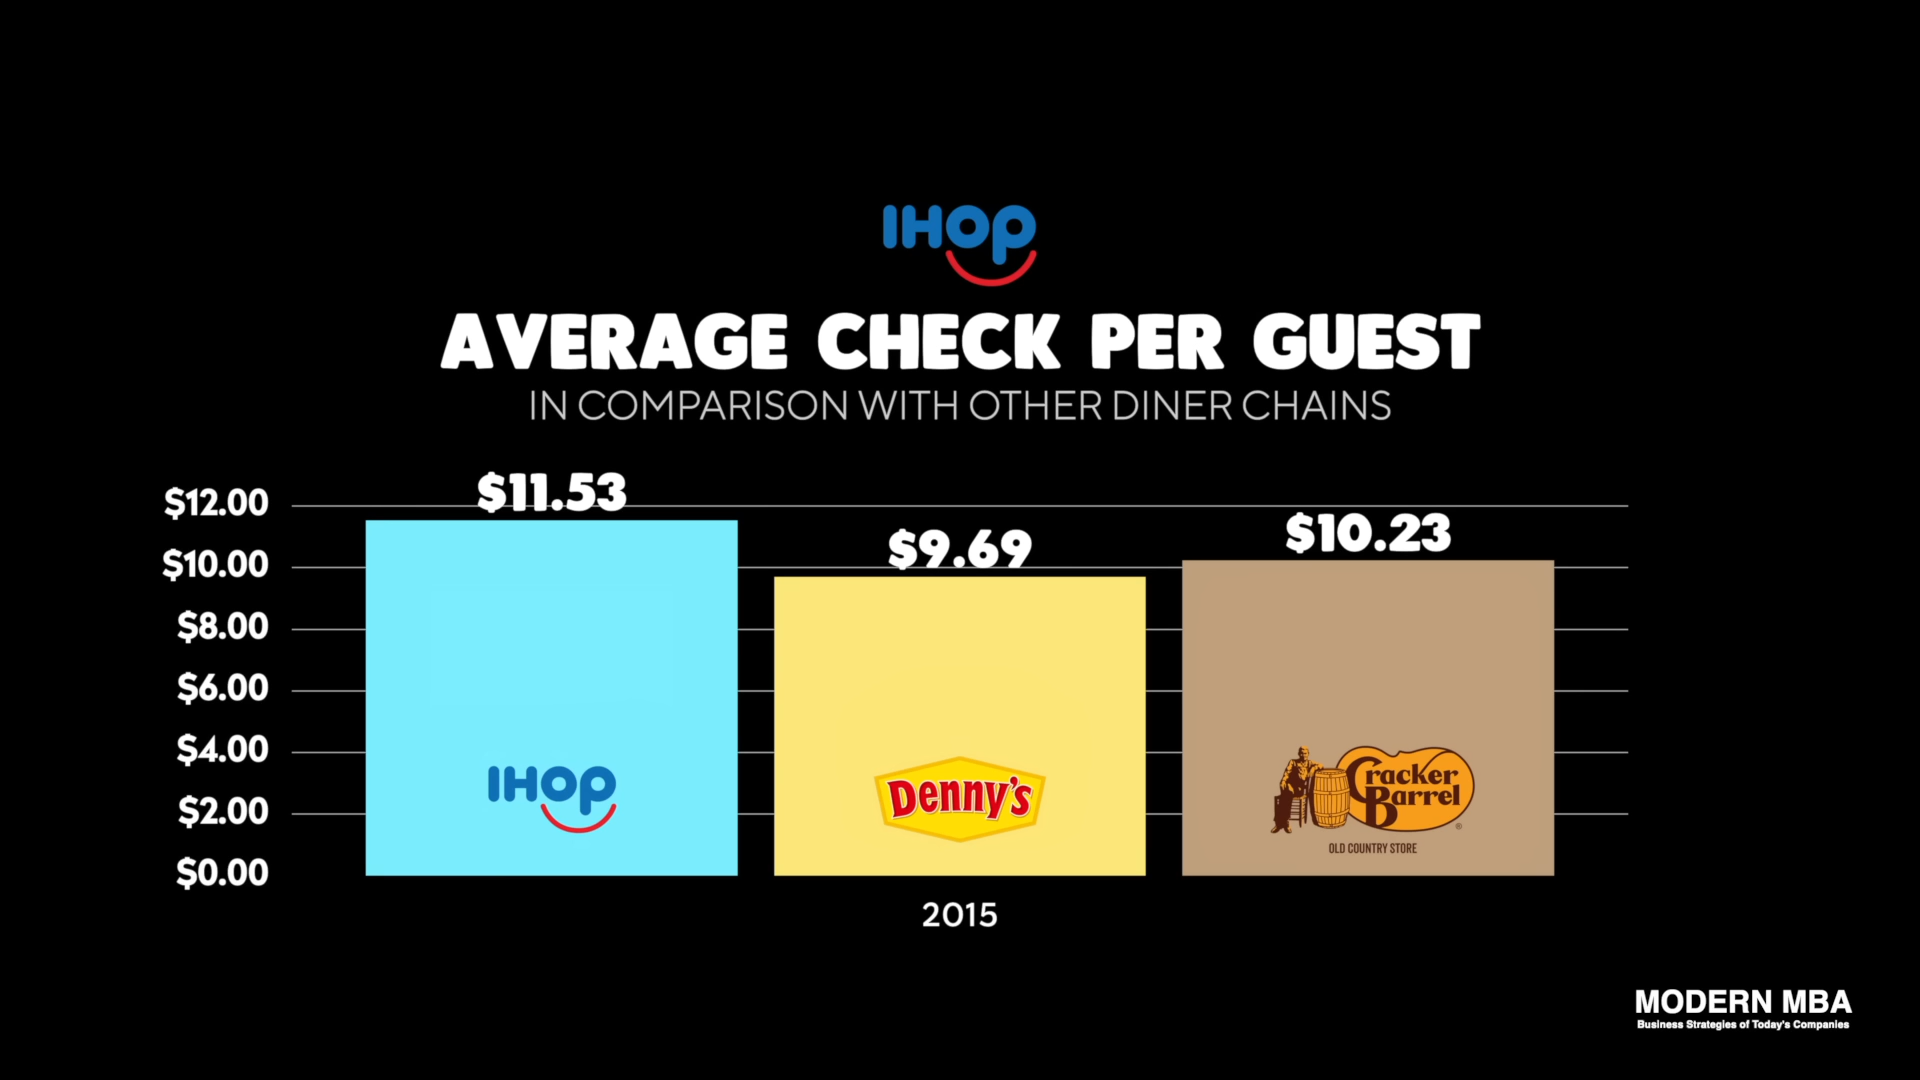 IHOP
AVERAGE CHECK PER GUEST
IN COMPARISON WITH OTHER DINER CHAINS
$12.00
$10.00
$8.00
$6.00
$4.00
$2.00
$0.00
$11.53
$9.69
$10.23
IHOP
Denny's
Cracker
Barrel
®
OLD COUNTRY STORE
2015
MODERN MBA
Business Strategies of Today's Companies